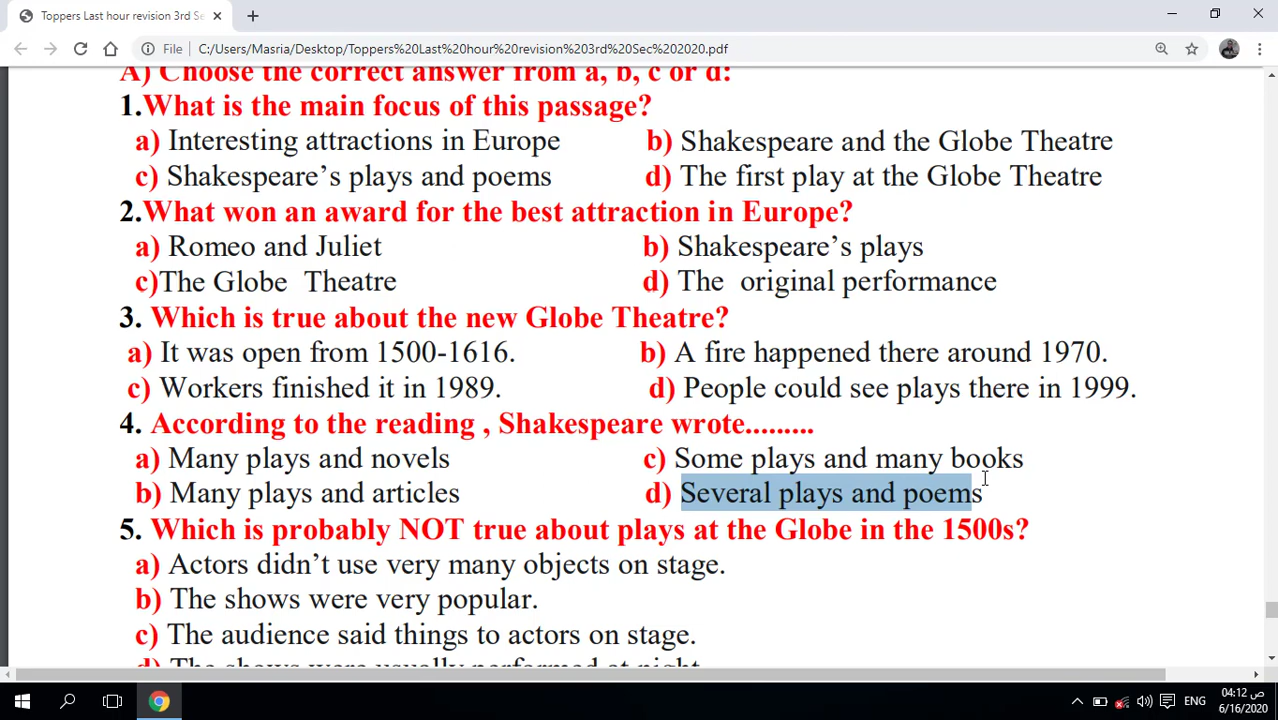 Toppers Last hour revision 3rd Se
File C:/Users/Masria/Desktop/Toppers%20Last%20hour%20revision%203rd%20Sec%202020.pdf
A) Choose the correct answer from a, b, c or d:
1.What is the main focus of this passage?
a) Interesting attractions in Europe b) Shakespeare and the Globe Theatre
c) Shakespeare’s plays and poems d) The first play at the Globe Theatre
2.What won an award for the best attraction in Europe?
a) Romeo and Juliet b) Shakespeare’s plays
c)The Globe Theatre d) The original performance
3. Which is true about the new Globe Theatre?
a) It was open from 1500-1616. b) A fire happened there around 1970.
c) Workers finished it in 1989. d) People could see plays there in 1999.
4. According to the reading , Shakespeare wrote.........
a) Many plays and novels c) Some plays and many books
b) Many plays and articles d) Several plays and poems
5. Which is probably NOT true about plays at the Globe in the 1500s?
a) Actors didn’t use very many objects on stage.
b) The shows were very popular.
c) The audience said things to actors on stage.
d) The shows were usually performed at night.
ENG
04:12 ص
6/16/2020